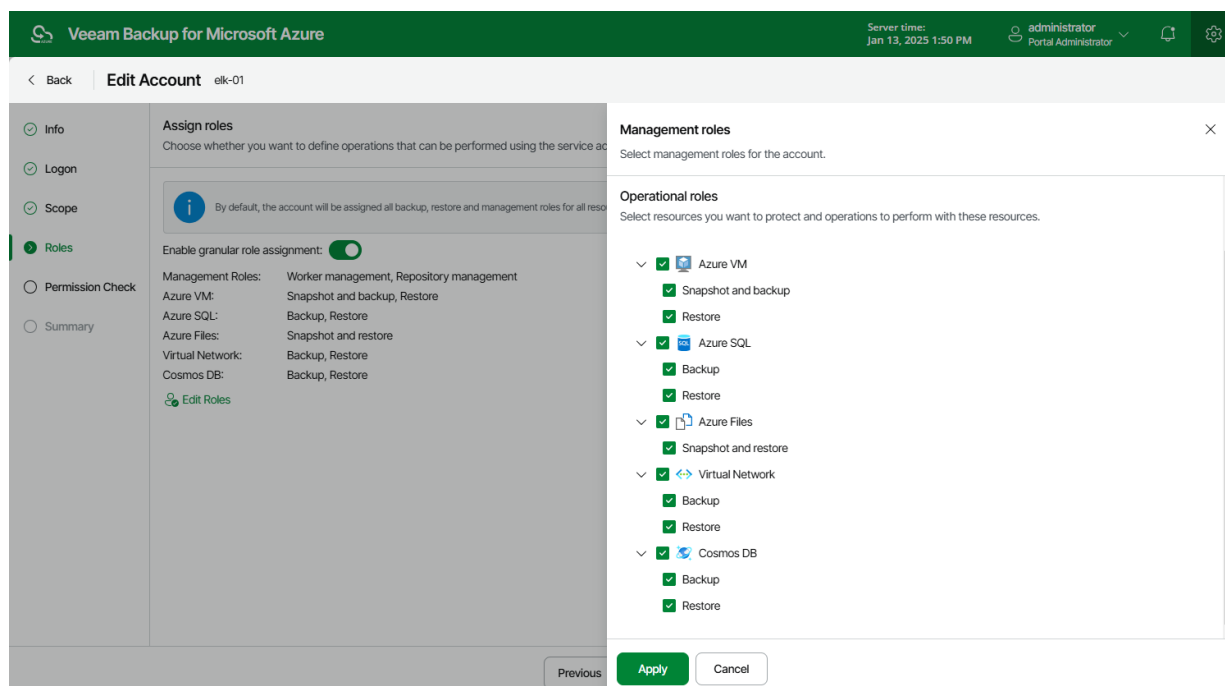 Veeam Backup for Microsoft Azure
Server time:
Jan 13, 2025 1:50 PM
administrator
Portal Administrator
Back
Edit Account elk-01
Info
Logon
Scope
Roles
Permission Check
Summary
Assign roles
Choose whether you want to define operations that can be performed using the service ac
By default, the account will be assigned all backup, restore and management roles for all reso
Enable granular role assignment:
Management Roles: Worker management, Repository management
Azure VM: Snapshot and backup, Restore
Azure SQL: Backup, Restore
Azure Files: Snapshot and restore
Virtual Network: Backup, Restore
Cosmos DB: Backup, Restore
Edit Roles
Previous
Management roles
Select management roles for the account.
Operational roles
Select resources you want to protect and operations to perform with these resources.
Azure VM
Snapshot and backup
Restore
SQL Azure SQL
Backup
Restore
Azure Files
Snapshot and restore
Virtual Network
Backup
Restore
Cosmos DB
Backup
Restore
Apply
Cancel